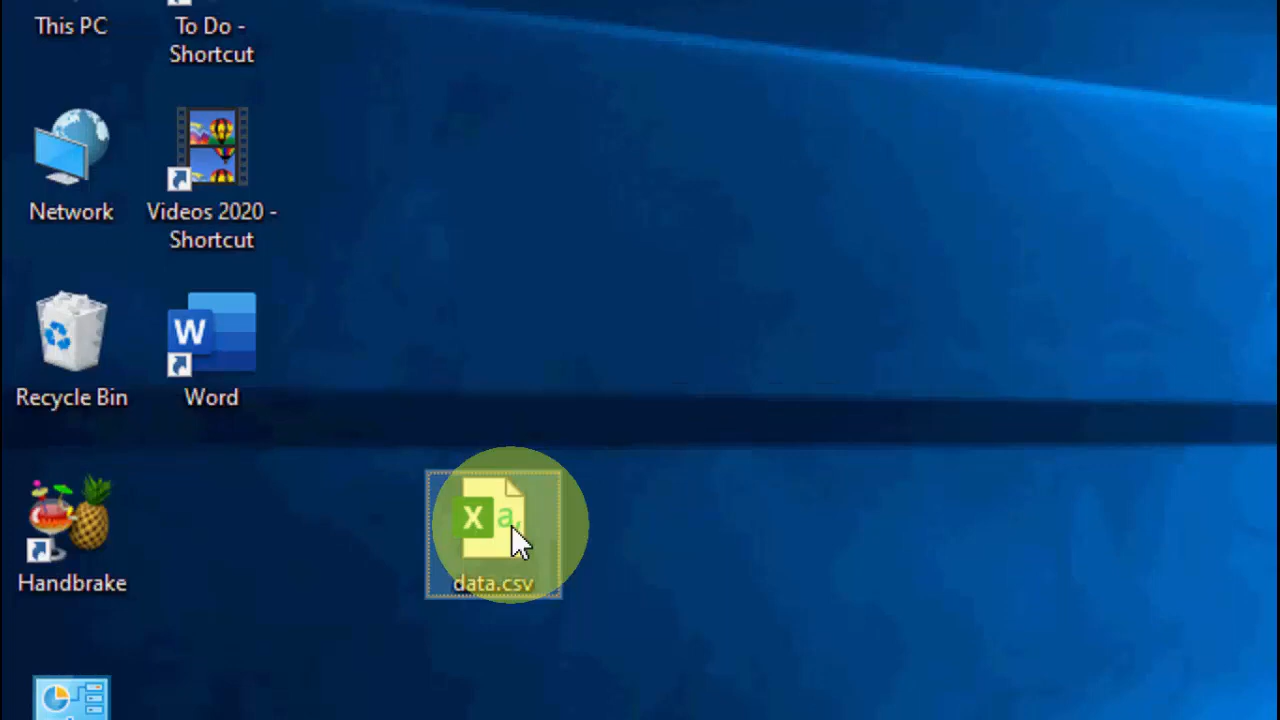 This PC
To Do -
Shortcut
Network
Videos 2020 -
Shortcut
W
Recycle Bin
Word
X a,
data.csv
Handbrake